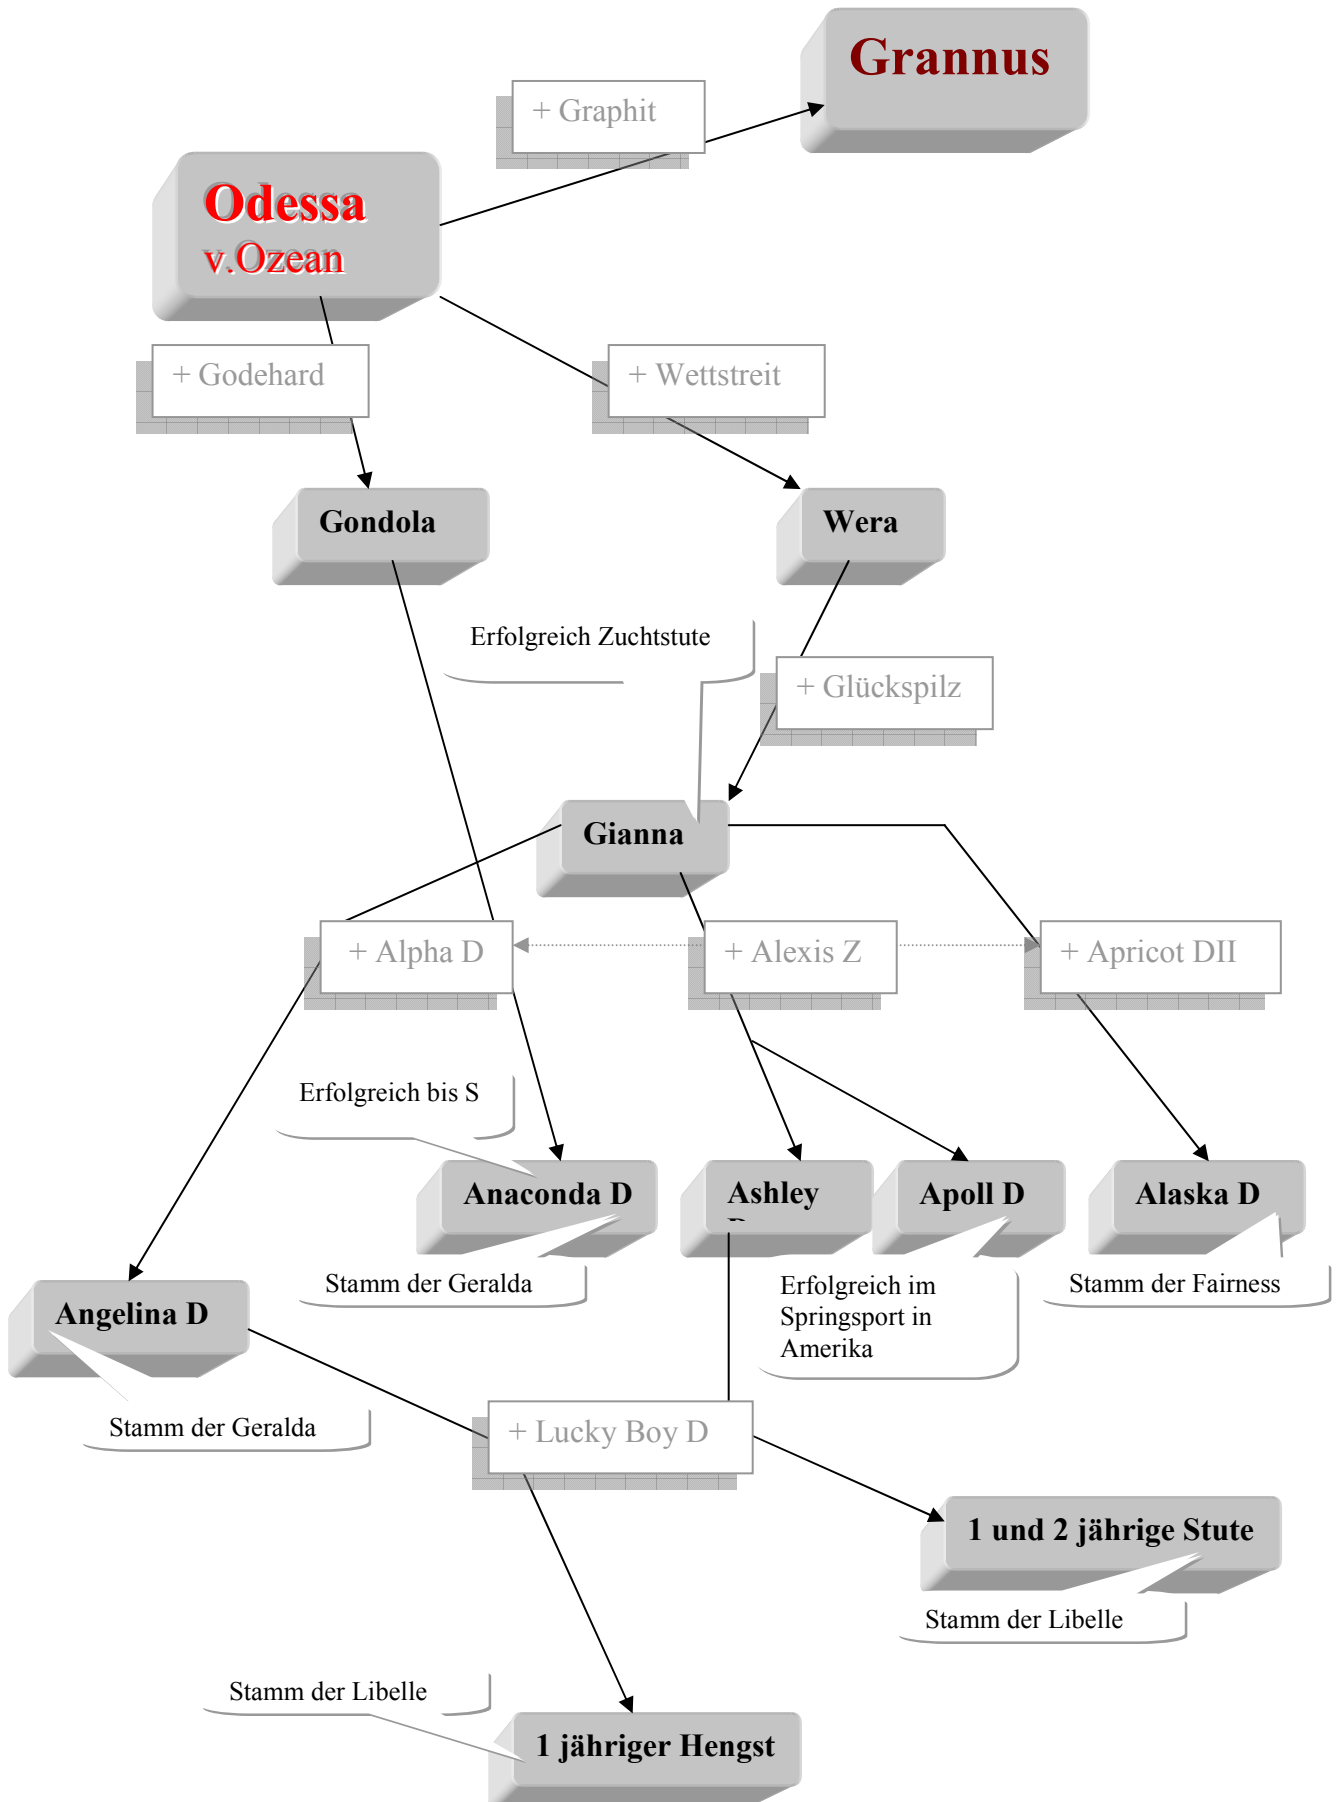 Grannus
+ Graphit
Odessa
v.Ozean
+ Godehard
+ Wettstreit
Gondola
Wera
Erfolgreich Zuchtstute
+ Glückspilz
Gianna
+ Alpha D
+ Alexis Z
+ Apricot DII
Erfolgreich bis S
Anaconda D
Ashley
Apoll D
Alaska D
Stamm der Geralda
Erfolgreich im
Springsport in
Amerika
Stamm der Fairness
Angelina D
Stamm der Geralda
+ Lucky Boy D
1 und 2 jährige Stute
Stamm der Libelle
Stamm der Libelle
1 jähriger Hengst